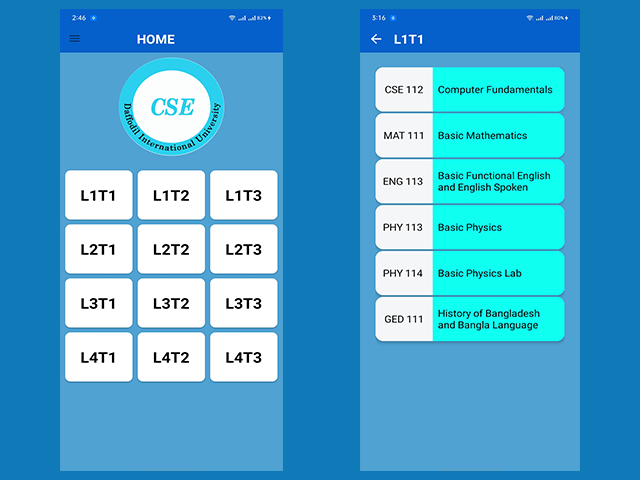 2:46
82%
HOME
CSE
Daffodil International University
L1T1 L1T2 L1T3
L2T1 L2T2 L2T3
L3T1 L3T2 L3T3
L4T1 L4T2 L4T3
3:16
80%
L1T1
CSE 112 Computer Fundamentals
MAT 111 Basic Mathematics
ENG 113 Basic Functional English
and English Spoken
PHY 113 Basic Physics
PHY 114 Basic Physics Lab
GED 111 History of Bangladesh
and Bangla Language